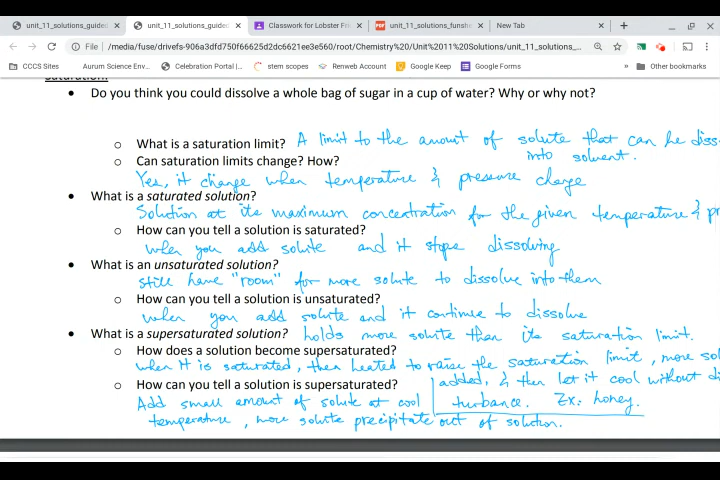 unit_11_solutions_guided
unit_11_solutions_guided
Classwork for Lobster Fr
unit_11_solutions_funshe
New Tab
File
/media/fuse/drivefs-906a3dfd750f66625d2dc6621ee3e560/root/Chemistry%20/Unit%2011%20Solutions/unit_11_solutions_...
CCCS Sites
Aurum Science Env...
Celebration Portal |...
stem scopes
Renweb Account
Google Keep
Google Forms
Other bookmarks
Saturation:
• Do you think you could dissolve a whole bag of sugar in a cup of water? Why or why not?
o What is a saturation limit? A limit to the amount of solute that can be diss
into solvent.
o Can saturation limits change? How?
Yes, it change when temperature & pressure change
• What is a saturated solution?
Solution at its maximum concentration for the given temperature & pr
o How can you tell a solution is saturated?
when you add solute and it stops dissolving
• What is an unsaturated solution?
still have "room" for more solute to dissolve into them
o How can you tell a solution is unsaturated?
when you add solute and it continue to dissolve
• What is a supersaturated solution? holds more solute than its saturation limit.
o How does a solution become supersaturated?
when it is saturated, then heated to raise the saturation limit, more sol
added, & then let it cool without dis
turbance. Ex: honey.
o How can you tell a solution is supersaturated?
Add small amount of solute at cool
temperature, more solute precipitate out of solution.